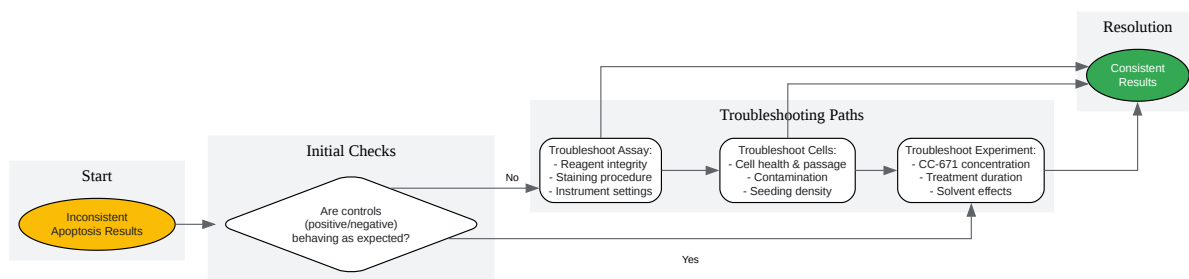 Resolution
Consistent
Results
Troubleshooting Paths
Troubleshoot Assay:
- Reagent integrity
- Staining procedure
- Instrument settings
Troubleshoot Cells:
- Cell health & passage
- Contamination
- Seeding density
Troubleshoot Experiment:
- CC-671 concentration
- Treatment duration
- Solvent effects
Initial Checks
No
Are controls
(positive/negative)
behaving as expected?
Yes
Start
Inconsistent
Apoptosis Results